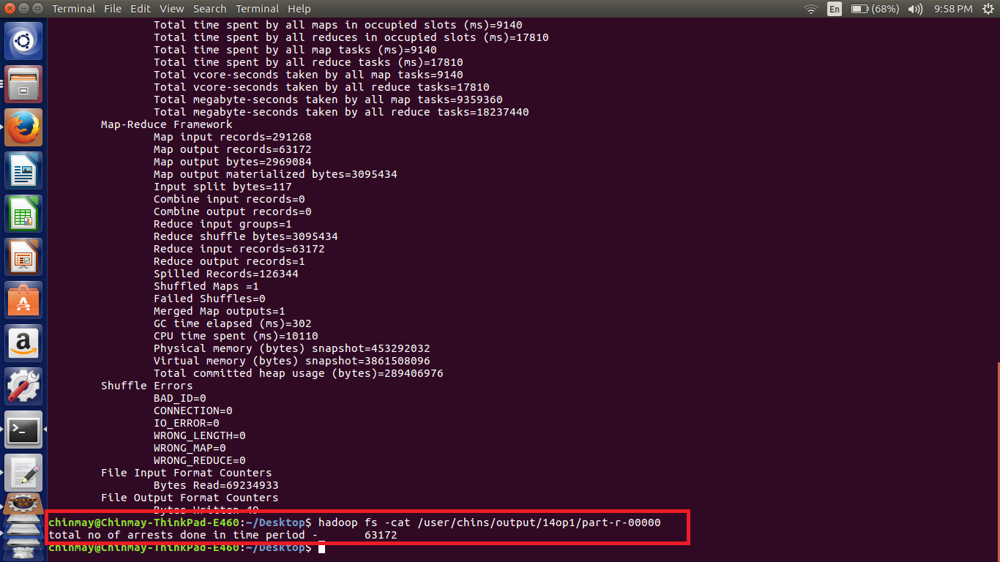 Terminal File Edit View Search Terminal Help En (68%) 9:58 PM
Total time spent by all maps in occupied slots (ms)=9140
Total time spent by all reduces in occupied slots (ms)=17810
Total time spent by all map tasks (ms)=9140
Total time spent by all reduce tasks (ms)=17810
Total vcore-seconds taken by all map tasks=9140
Total vcore-seconds taken by all reduce tasks=17810
Total megabyte-seconds taken by all map tasks=9359360
Total megabyte-seconds taken by all reduce tasks=18237440
Map-Reduce Framework
Map input records=291268
Map output records=63172
Map output bytes=2969084
Map output materialized bytes=3095434
Input split bytes=117
Combine input records=0
Combine output records=0
Reduce input groups=1
Reduce shuffle bytes=3095434
Reduce input records=63172
Reduce output records=1
Spilled Records=126344
Shuffled Maps =1
Failed Shuffles=0
Merged Map outputs=1
GC time elapsed (ms)=302
CPU time spent (ms)=10110
Physical memory (bytes) snapshot=453292032
Virtual memory (bytes) snapshot=3861508096
Total committed heap usage (bytes)=289406976
Shuffle Errors
BAD_ID=0
CONNECTION=0
IO_ERROR=0
WRONG_LENGTH=0
WRONG_MAP=0
WRONG_REDUCE=0
File Input Format Counters
Bytes Read=69234933
File Output Format Counters
Bytes Written=49
chinmay@Chinmay-ThinkPad-E460:~/Desktop$ hadoop fs -cat /user/chins/output/14op1/part-r-00000
total no of arrests done in time period -_ 63172
chinmay@Chinmay-ThinkPad-E460:~/Desktop$